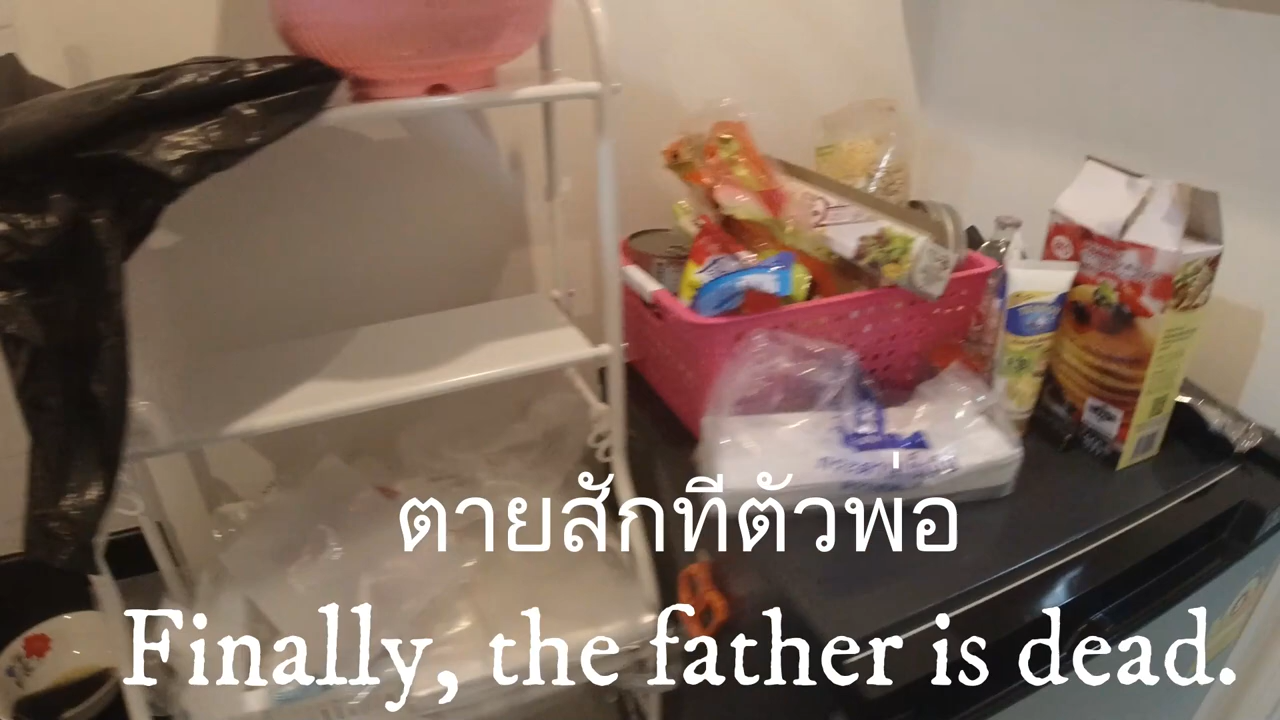 ตายสักทีตัวพ่อ
Finally, the father is dead.